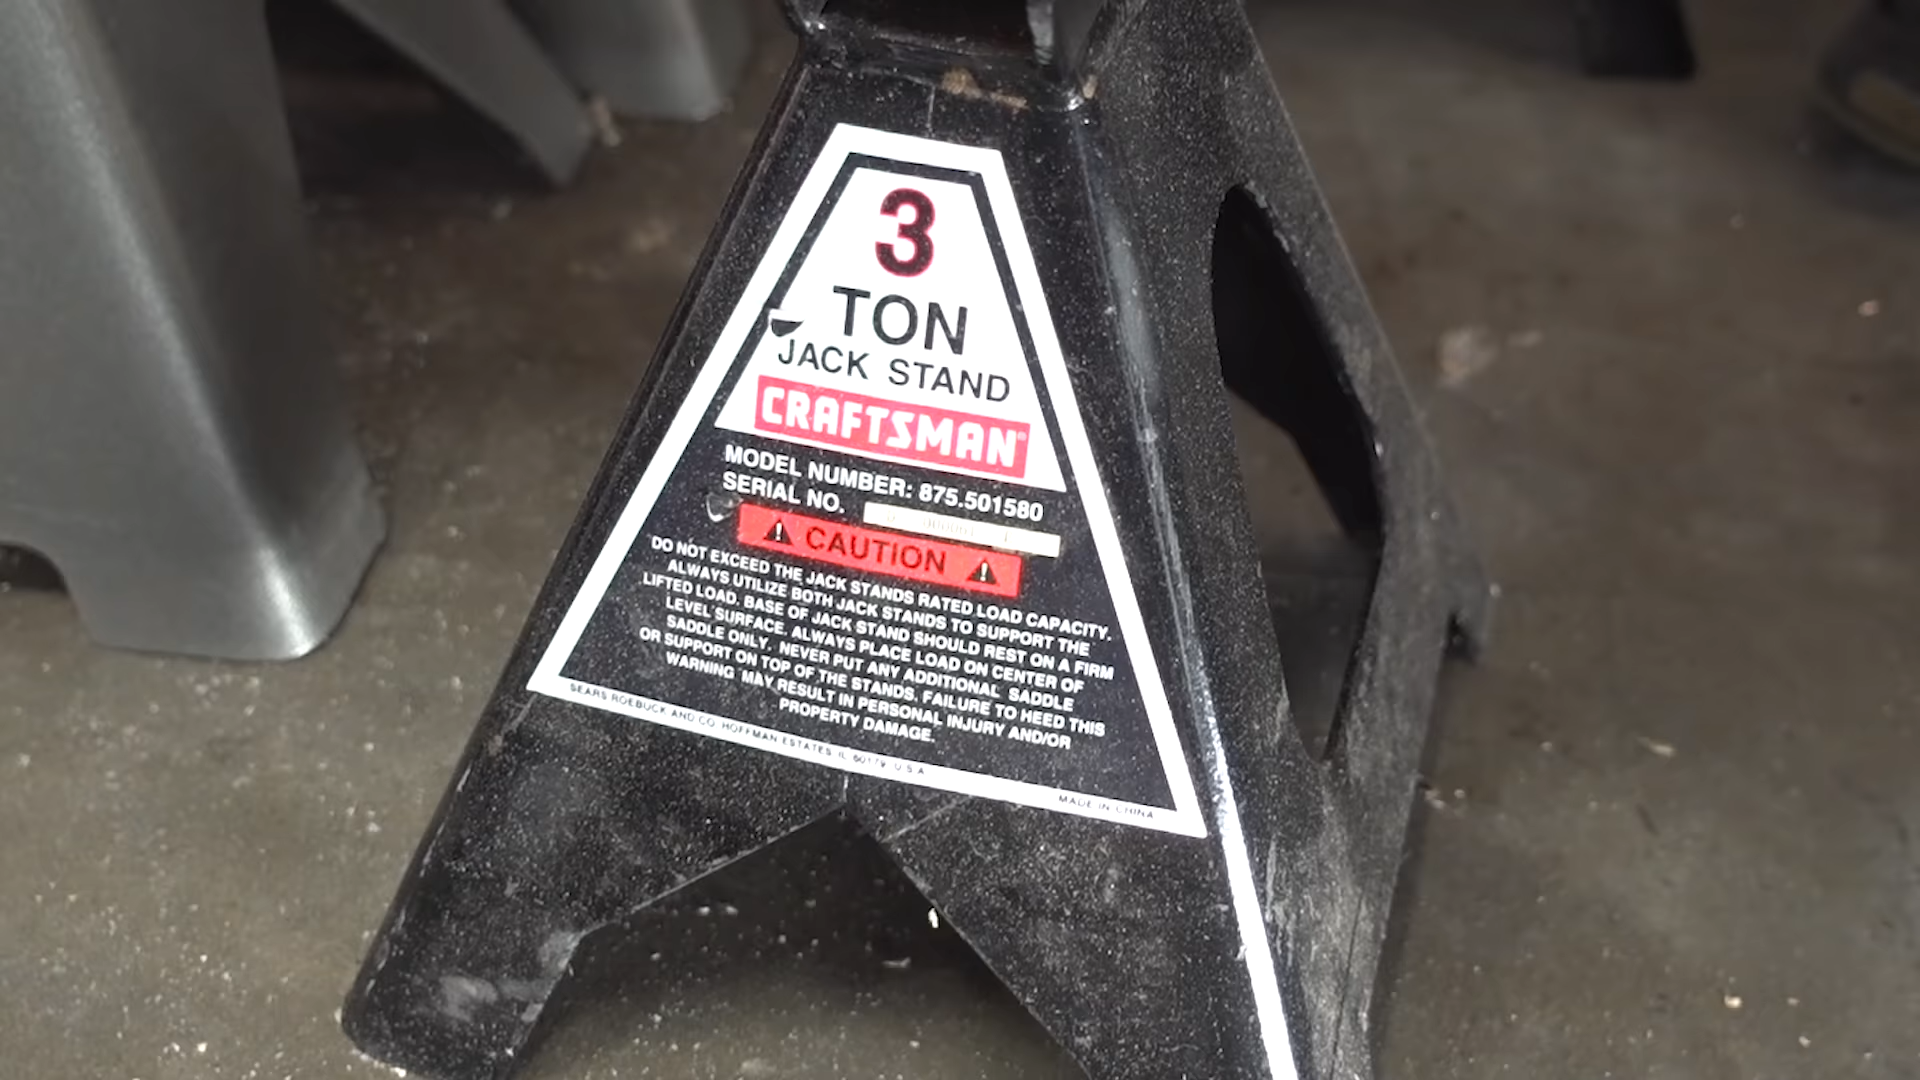 3
TON
JACK STAND
CRAFTSMAN®
MODEL NUMBER: 875.501580
SERIAL NO.
CAUTION
DO NOT EXCEED THE JACK STANDS RATED LOAD CAPACITY.
ALWAYS UTILIZE BOTH JACK STANDS TO SUPPORT THE
LIFTED LOAD. BASE OF JACK STAND SHOULD REST ON A FIRM
LEVEL SURFACE. ALWAYS PLACE LOAD ON CENTER OF
SADDLE ONLY. NEVER PUT ANY ADDITIONAL SADDLE
OR SUPPORT ON TOP OF THE STANDS. FAILURE TO HEED THIS
WARNING MAY RESULT IN PERSONAL INJURY AND/OR
PROPERTY DAMAGE.
SEARS ROEBUCK AND CO. HOFFMAN ESTATES IL 60179 U.S.A
MADE IN CHINA